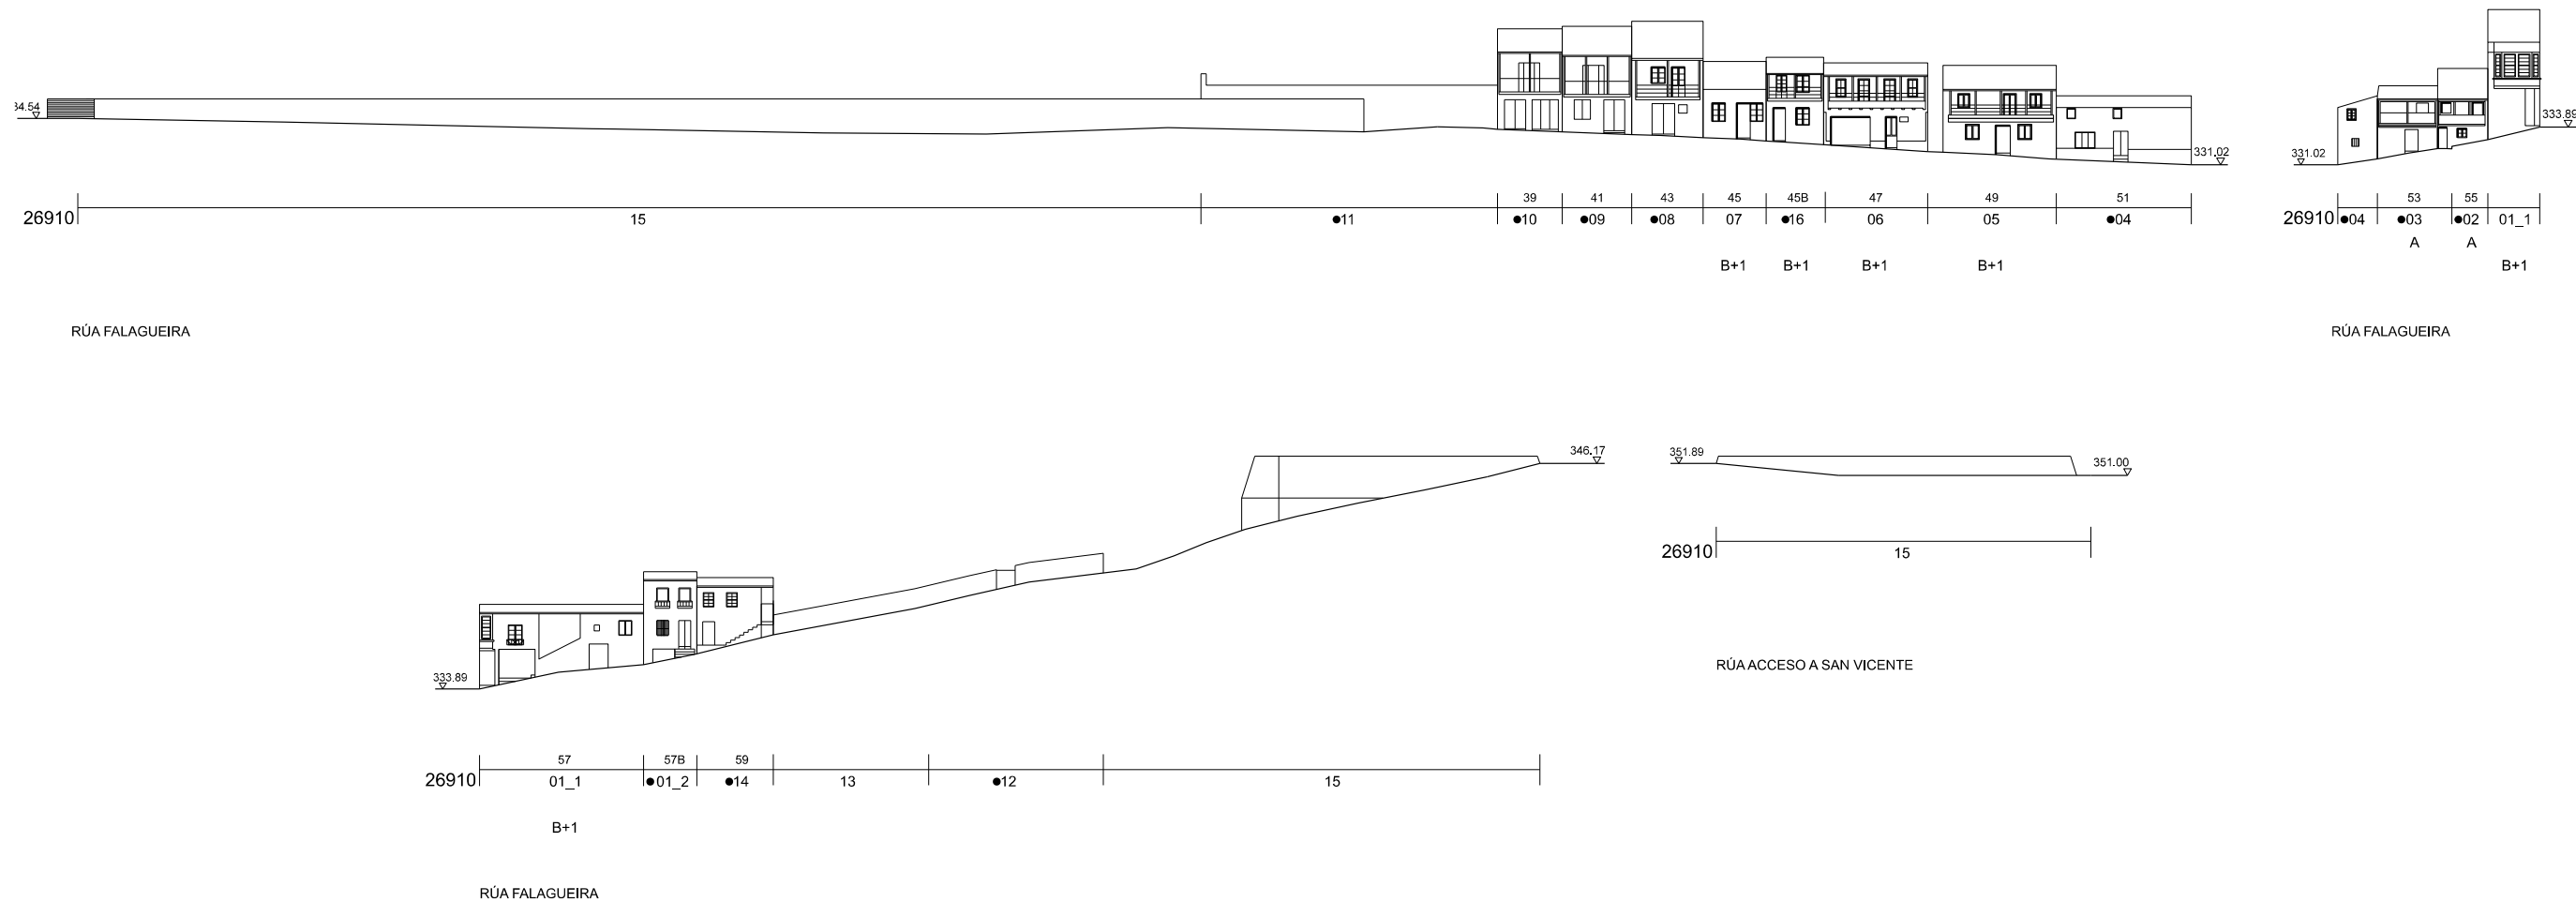 34.54
331.02
333.89
331.02
39 41 43 45 45B 47 49 51
53 55
26910 15 ●11 ●10 ●09 ●08 07 ●16 06 05 ●04
26910 ●04 ●03 ●02 01_1
A A
B+1 B+1 B+1 B+1
B+1
RÚA FALAGUEIRA
RÚA FALAGUEIRA
346.17
351.89
351.00
26910 15
RÚA ACCESO A SAN VICENTE
333.89
57 57B 59
26910 01_1 ●01_2 ●14 13 ●12 15
B+1
RÚA FALAGUEIRA